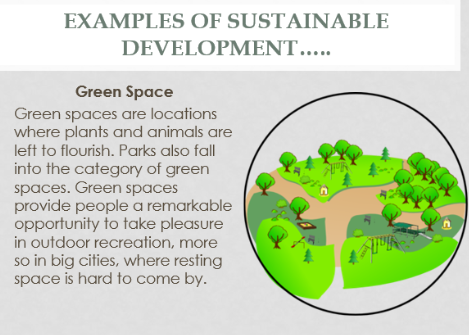 EXAMPLES OF SUSTAINABLE
DEVELOPMENT.....
Green Space
Green spaces are locations
where plants and animals are
left to flourish. Parks also fall
into the category of green
spaces. Green spaces
provide people a remarkable
opportunity to take pleasure
in outdoor recreation, more
so in big cities, where resting
space is hard to come by.